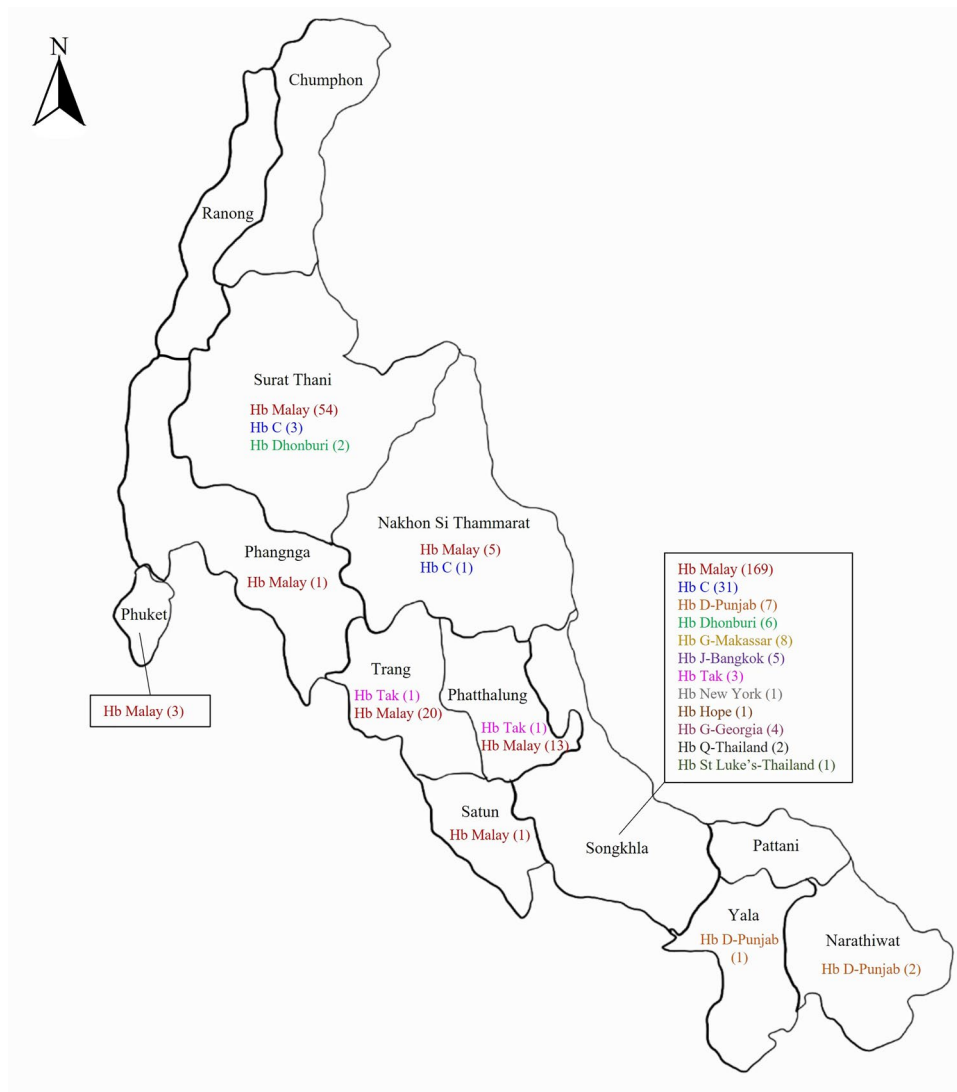 N
Chumphon
Ranong
Surat Thani
Hb Malay (54)
Hb C (3)
Hb Dhonburi (2)
Nakhon Si Thammarat
Hb Malay (5)
Hb C (1)
Phangnga
Hb Malay (1)
Phuket
Hb Malay (3)
Trang
Hb Tak (1)
Hb Malay (20)
Phatthalung
Hb Tak (1)
Hb Malay (13)
Hb Malay (169)
Hb C (31)
Hb D-Punjab (7)
Hb Dhonburi (6)
Hb G-Makassar (8)
Hb J-Bangkok (5)
Hb Tak (3)
Hb New York (1)
Hb Hope (1)
Hb G-Georgia (4)
Hb Q-Thailand (2)
Hb St Luke’s-Thailand (1)
Satun
Hb Malay (1)
Songkhla
Pattani
Yala
Hb D-Punjab
(1)
Narathiwat
Hb D-Punjab (2)